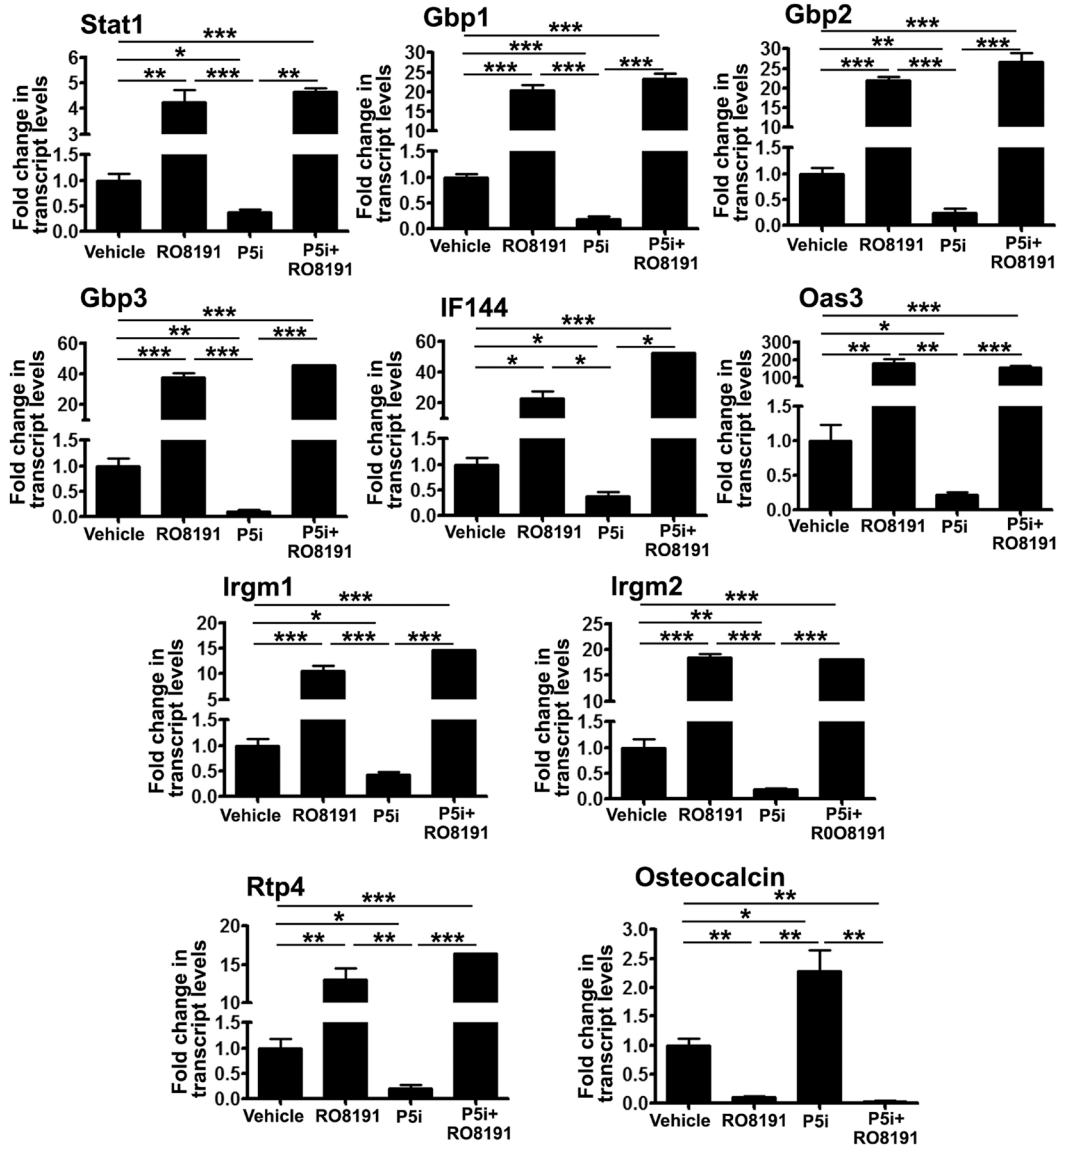 Stat1
***
*
** *** **
Fold change in
transcript levels
6
5
4
3
1.5
1.0
0.5
0.0
Vehicle RO8191 P5i P5i+
RO8191
Gbp1
***
***
*** *** ***
Fold change in
transcript levels
30
25
20
15
10
1.5
1.0
0.5
0.0
Vehicle RO8191 P5i P5i+
RO8191
Gbp2
***
** ***
*** ***
Fold change in
transcript levels
30
25
20
15
10
1.5
1.0
0.5
0.0
Vehicle RO8191 P5i P5i+
RO8191
Gbp3
***
** ***
*** ***
Fold change in
transcript levels
60
40
20
1.5
1.0
0.5
0.0
Vehicle RO8191 P5i P5i+
RO8191
IF144
***
* *
* *
Fold change in
transcript levels
60
40
20
1.5
1.0
0.5
0.0
Vehicle RO8191 P5i P5i+
RO8191
Oas3
***
*
** ** ***
Fold change in
transcript levels
300
200
100
1.5
1.0
0.5
0.0
Vehicle RO8191 P5i P5i+
RO8191
Irgm1
***
*
*** *** ***
Fold change in
transcript levels
20
15
10
5
1.5
1.0
0.5
0.0
Vehicle RO8191 P5i P5i+
RO8191
Irgm2
***
**
*** *** ***
Fold change in
transcript levels
25
20
15
10
1.5
1.0
0.5
0.0
Vehicle RO8191 P5i P5i+
R0O8191
Rtp4
***
*
** ** ***
Fold change in
transcript levels
20
15
10
1.5
1.0
0.5
0.0
Vehicle RO8191 P5i P5i+
RO8191
Osteocalcin
**
*
** ** **
Fold change in
transcript levels
3.0
2.5
2.0
1.5
1.0
0.5
0.0
Vehicle RO8191 P5i P5i+
RO8191